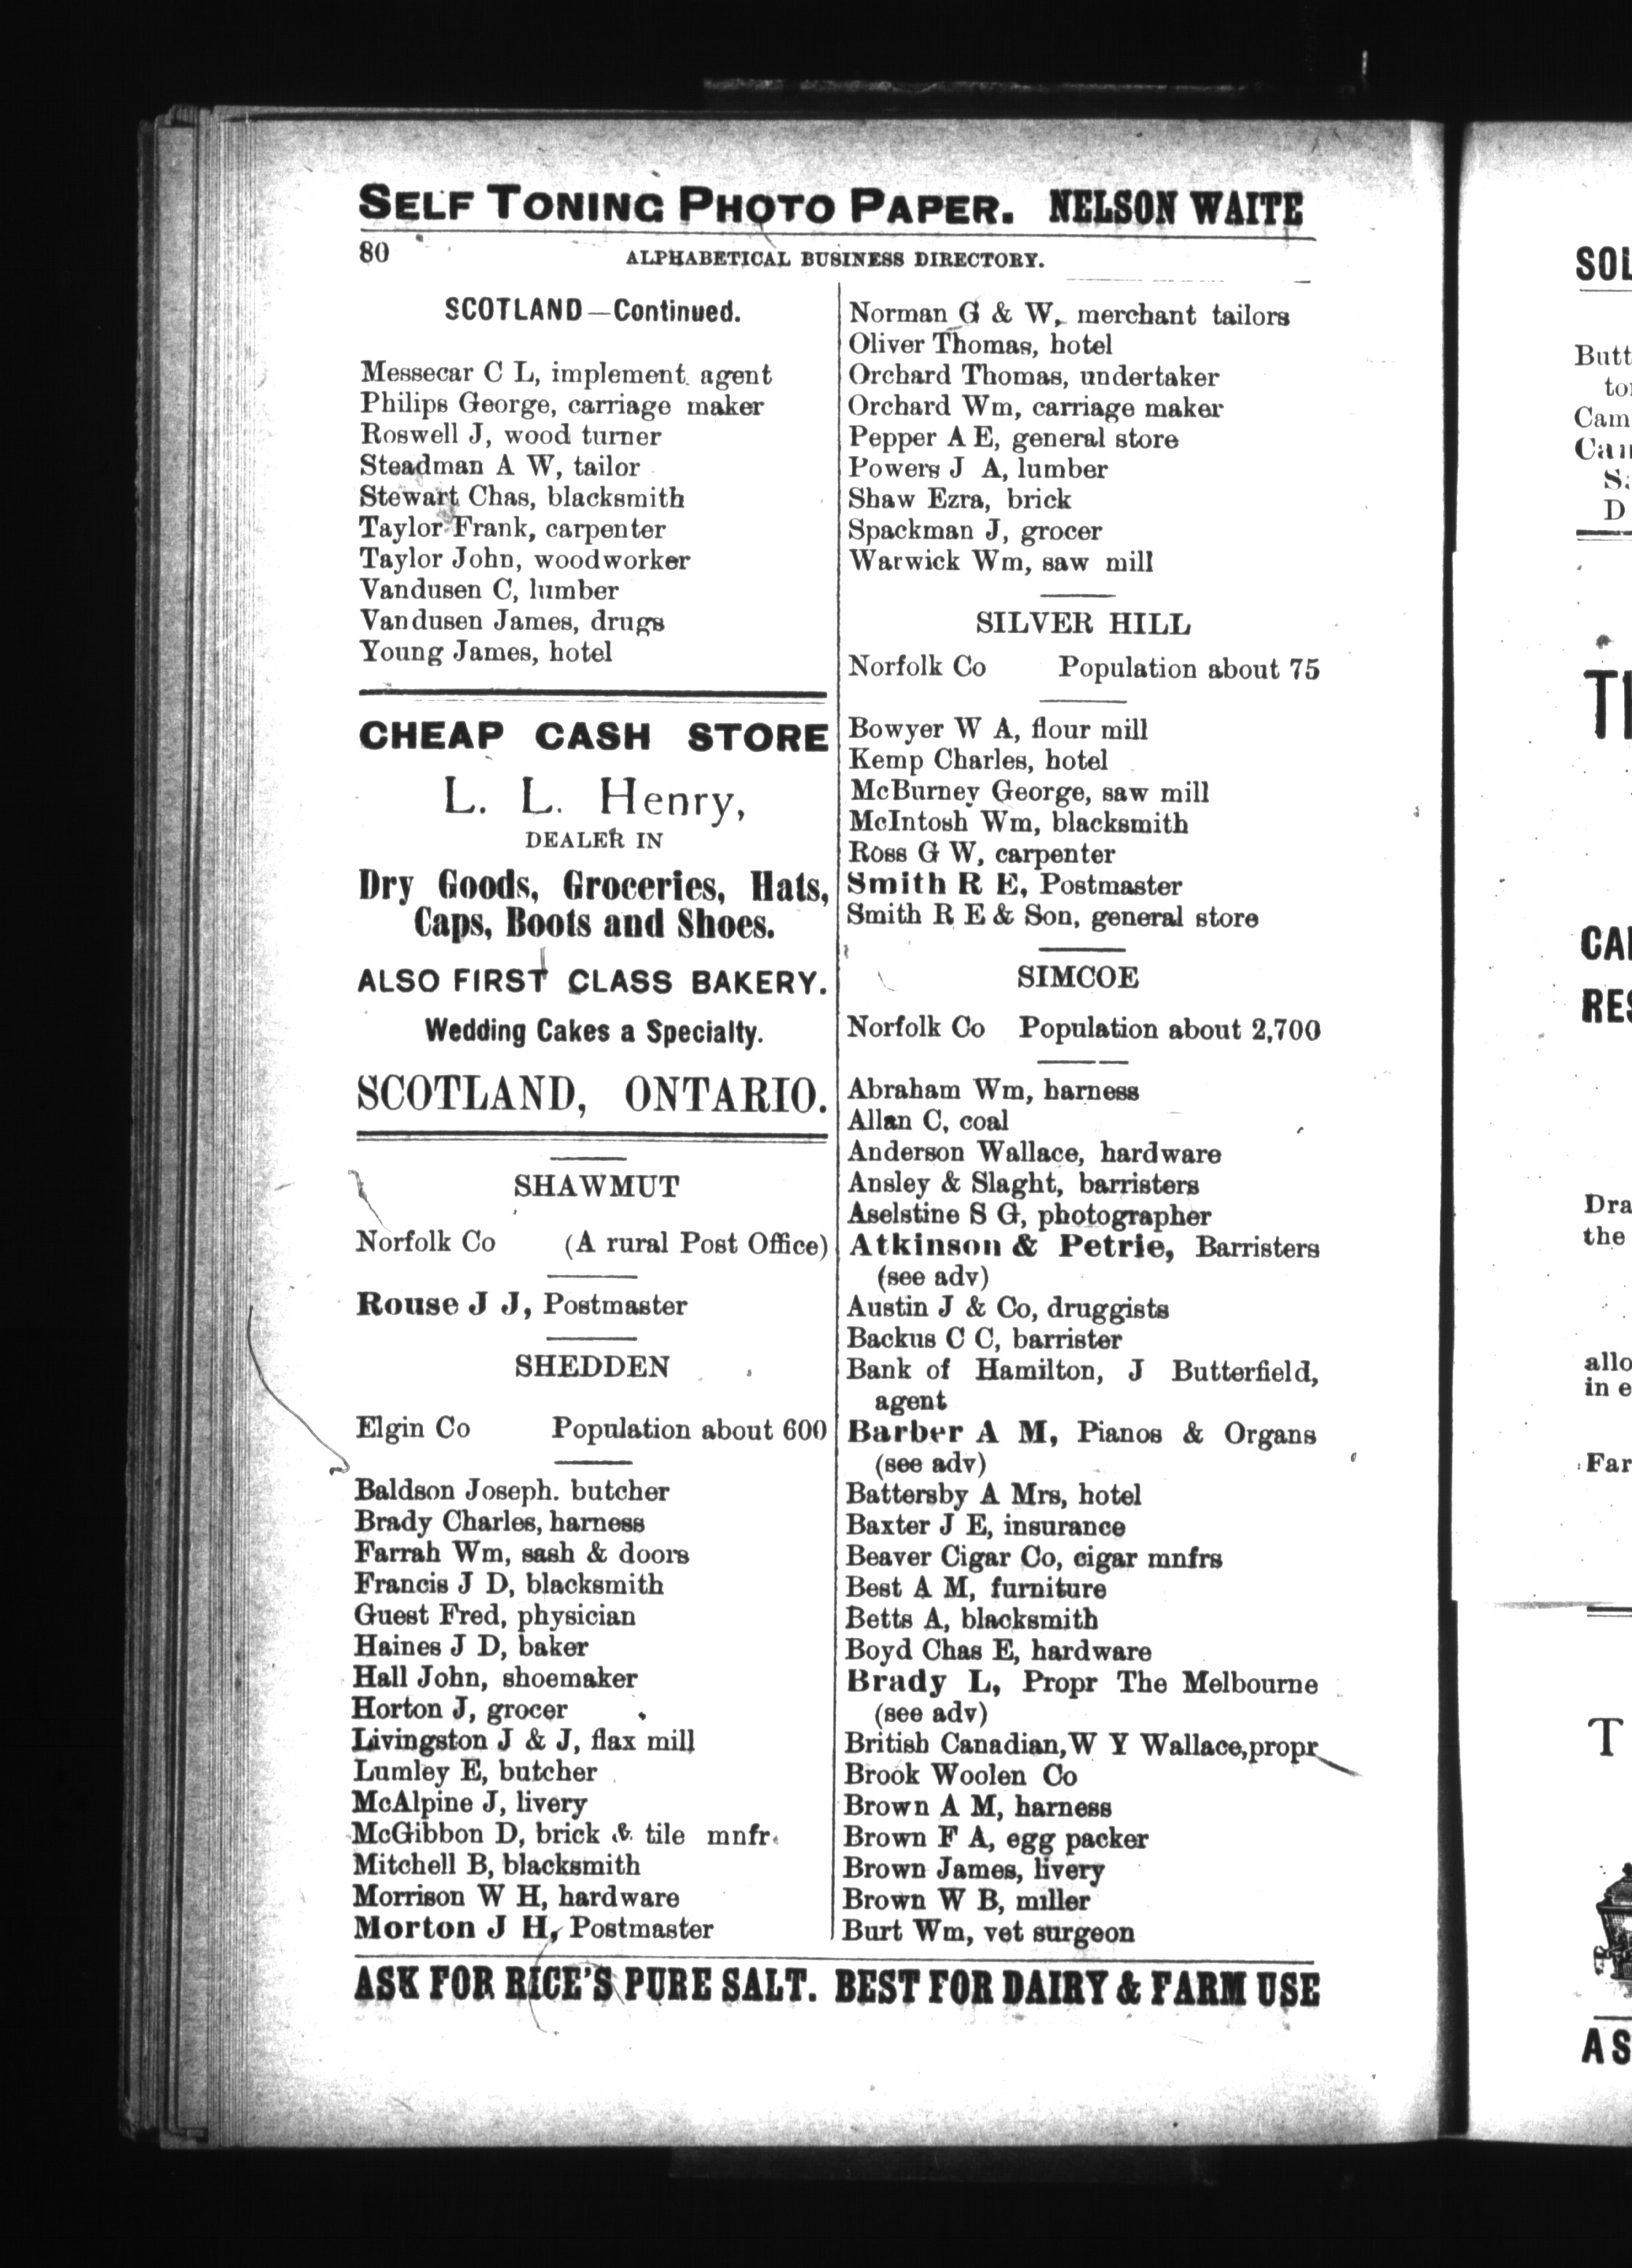 SELF TONING PHOTO PAPER. NELSON WAITE
80
ALPHABETICAL BUSINESS DIRECTORY.
SCOTLAND—Continued.
Messecar C L, implement agent
Philips George, carriage maker
Roswell J, wood turner
Steadman A W, tailor
Stewart Chas, blacksmith
Taylor Frank, carpenter
Taylor John, woodworker
Vandusen C, lumber
Vandusen James, drugs
Young James, hotel
CHEAP CASH STORE
L. L. Henry,
DEALER IN
Dry Goods, Groceries, Hats,
Caps, Boots and Shoes.
ALSO FIRST CLASS BAKERY.
Wedding Cakes a Specialty.
SCOTLAND, ONTARIO.
SHAWMUT
Norfolk Co (A rural Post Office)
Rouse J J, Postmaster
SHEDDEN
Elgin Co Population about 600
Baldson Joseph. butcher
Brady Charles, harness
Farrah Wm, sash & doors
Francis J D, blacksmith
Guest Fred, physician
Haines J D, baker
Hall John, shoemaker
Horton J, grocer
Livingston J & J, flax mill
Lumley E, butcher
McAlpine J, livery
McGibbon D, brick & tile mnfr
Mitchell B, blacksmith
Morrison W H, hardware
Morton J H, Postmaster
Norman G & W, merchant tailors
Oliver Thomas, hotel
Orchard Thomas, undertaker
Orchard Wm, carriage maker
Pepper A E, general store
Powers J A, lumber
Shaw Ezra, brick
Spackman J, grocer
Warwick Wm, saw mill
SILVER HILL
Norfolk Co Population about 75
Bowyer W A, flour mill
Kemp Charles, hotel
McBurney George, saw mill
McIntosh Wm, blacksmith
Ross G W, carpenter
Smith R E, Postmaster
Smith R E & Son, general store
SIMCOE
Norfolk Co Population about 2,700
Abraham Wm, harness
Allan C, coal
Anderson Wallace, hardware
Ansley & Slaght, barristers
Aselstine S G, photographer
Atkinson & Petrie, Barristers
(see adv)
Austin J & Co, druggists
Backus C C, barrister
Bank of Hamilton, J Butterfield,
agent
Barber A M, Pianos & Organs
(see adv)
Battersby A Mrs, hotel
Baxter J E, insurance
Beaver Cigar Co, cigar mnfrs
Best A M, furniture
Betts A, blacksmith
Boyd Chas E, hardware
Brady L, Propr The Melbourne
(see adv)
British Canadian,W Y Wallace,propr
Brook Woolen Co
Brown A M, harness
Brown F A, egg packer
Brown James, livery
Brown W B, miller
Burt Wm, vet surgeon
ASK FOR RICE'S PURE SALT. BEST FOR DAIRY & FARM USE